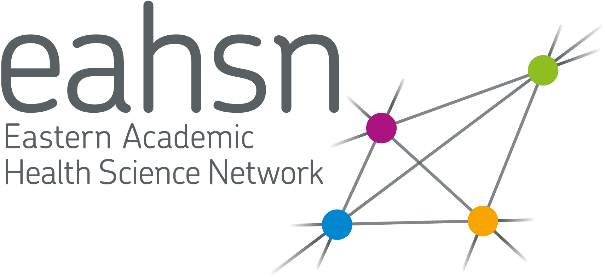 eahsn
Eastern Academic
Health Science Network